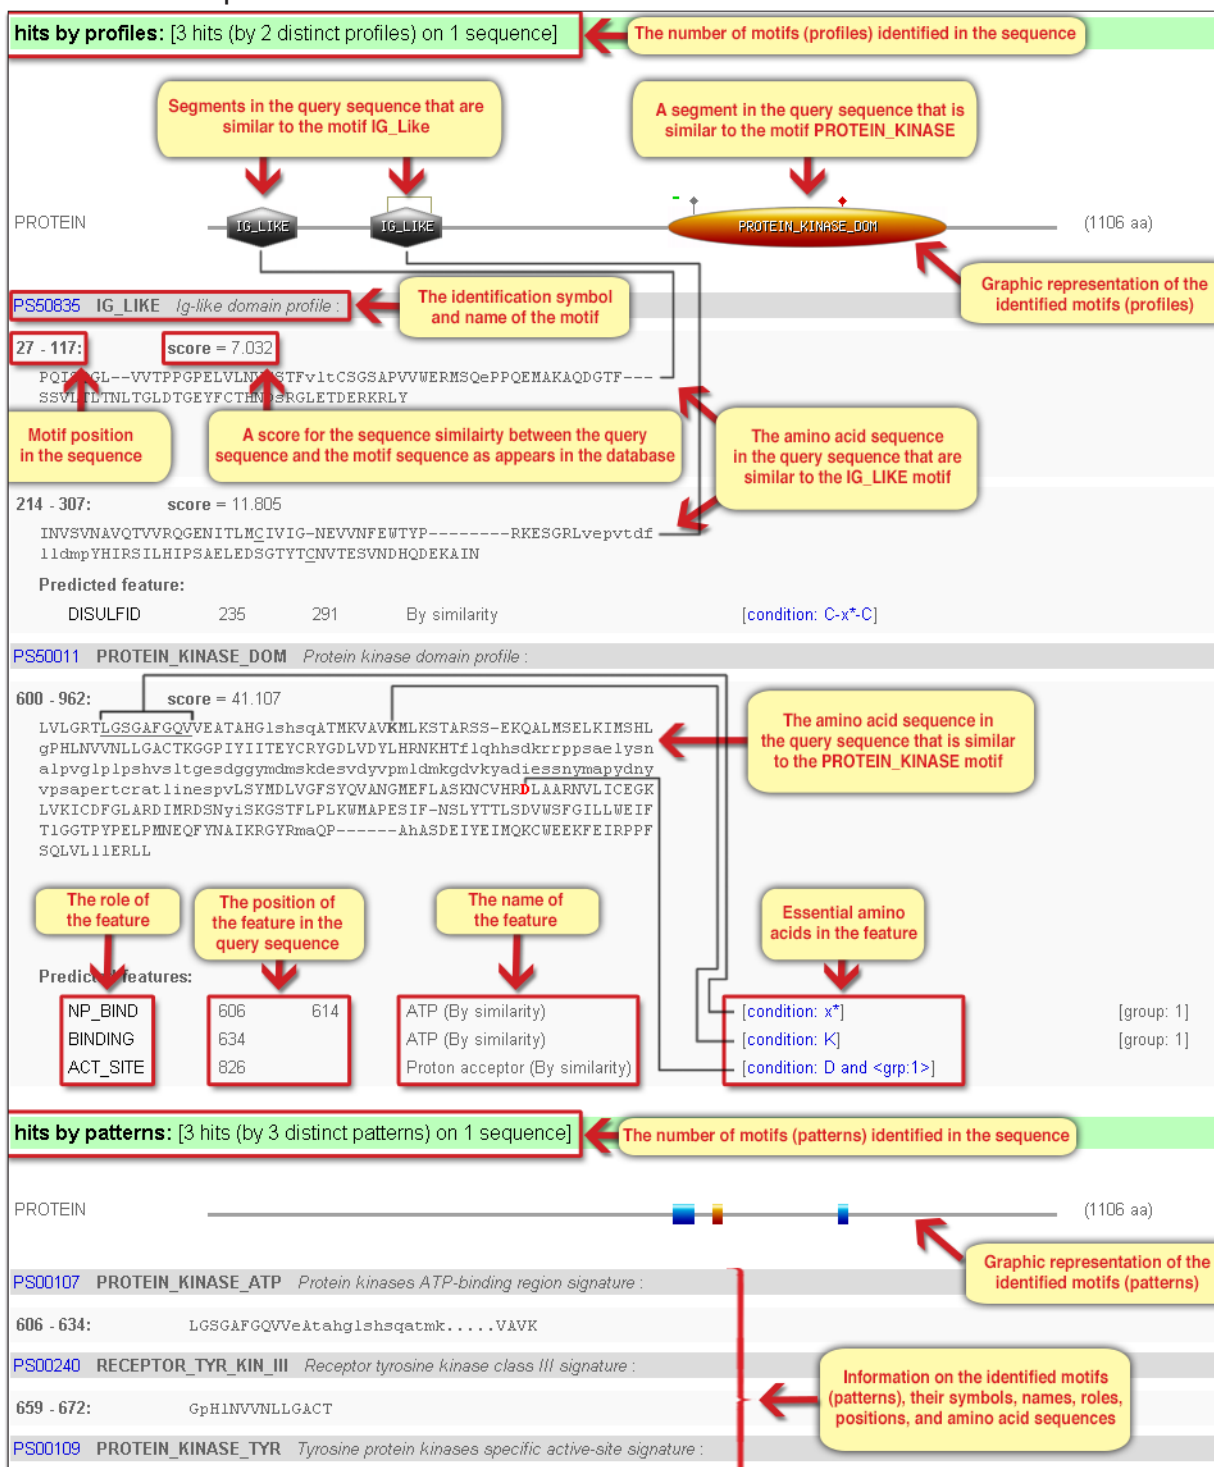 hits by profiles: [3 hits (by 2 distinct profiles) on 1 sequence]
The number of motifs (profiles) identified in the sequence
Segments in the query sequence that are
similar to the motif IG_Like
A segment in the query sequence that is
similar to the motif PROTEIN_KINASE
PROTEIN
IG_LIKE
IG_LIKE
PROTEIN_KINASE_DOM
(1106 aa)
Graphic representation of the
identified motifs (profiles)
The identification symbol
and name of the motif
PS50835 IG_LIKE Ig-like domain profile :
27 - 117: score = 7.032
GL--VVTPPGPELVLN STFvltCSGSAPVVWERMSQePPQEMAKAQDGTF---
SSV LTNLTGLDTGEYFCTHN SRGLETDERKRLY
Motif position
in the sequence
A score for the sequence similairty between the query
sequence and the motif sequence as appears in the database
The amino acid sequence
in the query sequence that are
similar to the IG_LIKE motif
214 - 307: score = 11.805
INVSVNAVQTVVRQGENITLMCIVIG-NEVVNFEWTYP--------RKESGRLvepvtdf
lldmpYHIRSILHIPSAELEDSGTYTCNVTESVNDHQDEKAIN
Predicted feature:
DISULFID 235 291 By similarity [condition: C-x*-C]
PS50011 PROTEIN_KINASE_DOM Protein kinase domain profile :
600 - 962: score = 41.107
LVLGRTLGSGAFGQVVEATAHGlshsqATMKVAVKMLKSTARSS-EKQALMSELKIMSHL
gPHLNVVNLLGACTKGGPIYIITEYCRYGDLVDYLHRNKHTflqhhsdkrrppsaelysn
alpvglplpshvsltgesdggymdmskdesvdyvpmldmkgdvkyadiessnymapydny
vpsapertcratlinespvLSYMDLVGFSYQVANGMEFLASKNCVHRDLAARNVLICEGK
LVKICDFGLARDIMRDSNyiSKGSTFLPLKWMAPESIF-NSLYTTLSDVWSFGILLWEIF
TlGGTPYPELPMNEQFYNAIKRGYRmaQP------AhASDEIYEIMQKCWEEKFEIRPPF
SQLVLllERLL
The amino acid sequence in
the query sequence that is similar
to the PROTEIN_KINASE motif
The role of
the feature
The position of
the feature in the
query sequence
The name of
the feature
Essential amino
acids in the feature
Predicted features:
NP_BIND 606 614 ATP (By similarity) [condition: x*] [group: 1]
BINDING 634 ATP (By similarity) [condition: K] [group: 1]
ACT_SITE 826 Proton acceptor (By similarity) [condition: D and <grp:1>]
hits by patterns: [3 hits (by 3 distinct patterns) on 1 sequence]
The number of motifs (patterns) identified in the sequence
PROTEIN
(1106 aa)
Graphic representation of the
identified motifs (patterns)
PS00107 PROTEIN_KINASE_ATP Protein kinases ATP-binding region signature :
606 - 634: LGSGAFGQVVeAtahglshsqatmk.....VAVK
PS00240 RECEPTOR_TYR_KIN_III Receptor tyrosine kinase class III signature :
659 - 672: GpHlNVVNLLGACT
Information on the identified motifs
(patterns), their symbols, names, roles,
positions, and amino acid sequences
PS00109 PROTEIN_KINASE_TYR Tyrosine protein kinases specific active-site signature :